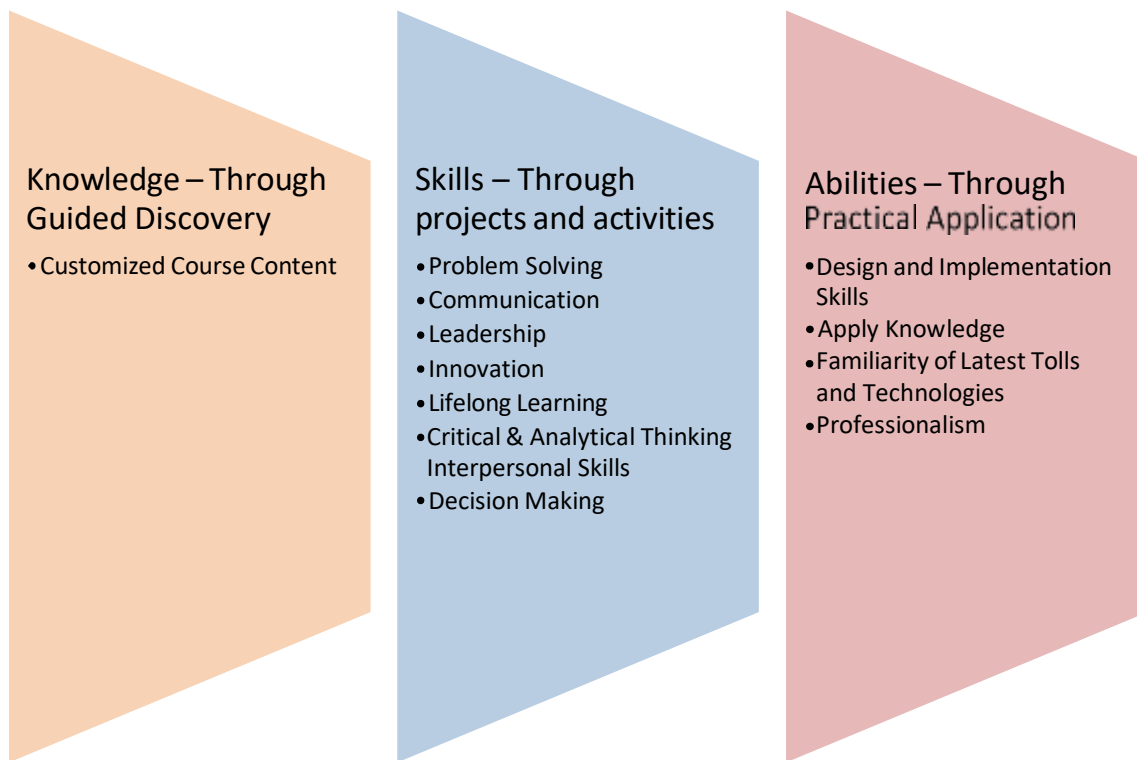 Knowledge – Through
Guided Discovery
• Customized Course Content
Skills – Through
projects and activities
• Problem Solving
• Communication
• Leadership
• Innovation
• Lifelong Learning
• Critical & Analytical Thinking
Interpersonal Skills
• Decision Making
Abilities – Through
Practical Application
• Design and Implementation
Skills
• Apply Knowledge
• Familiarity of Latest Tolls
and Technologies
• Professionalism